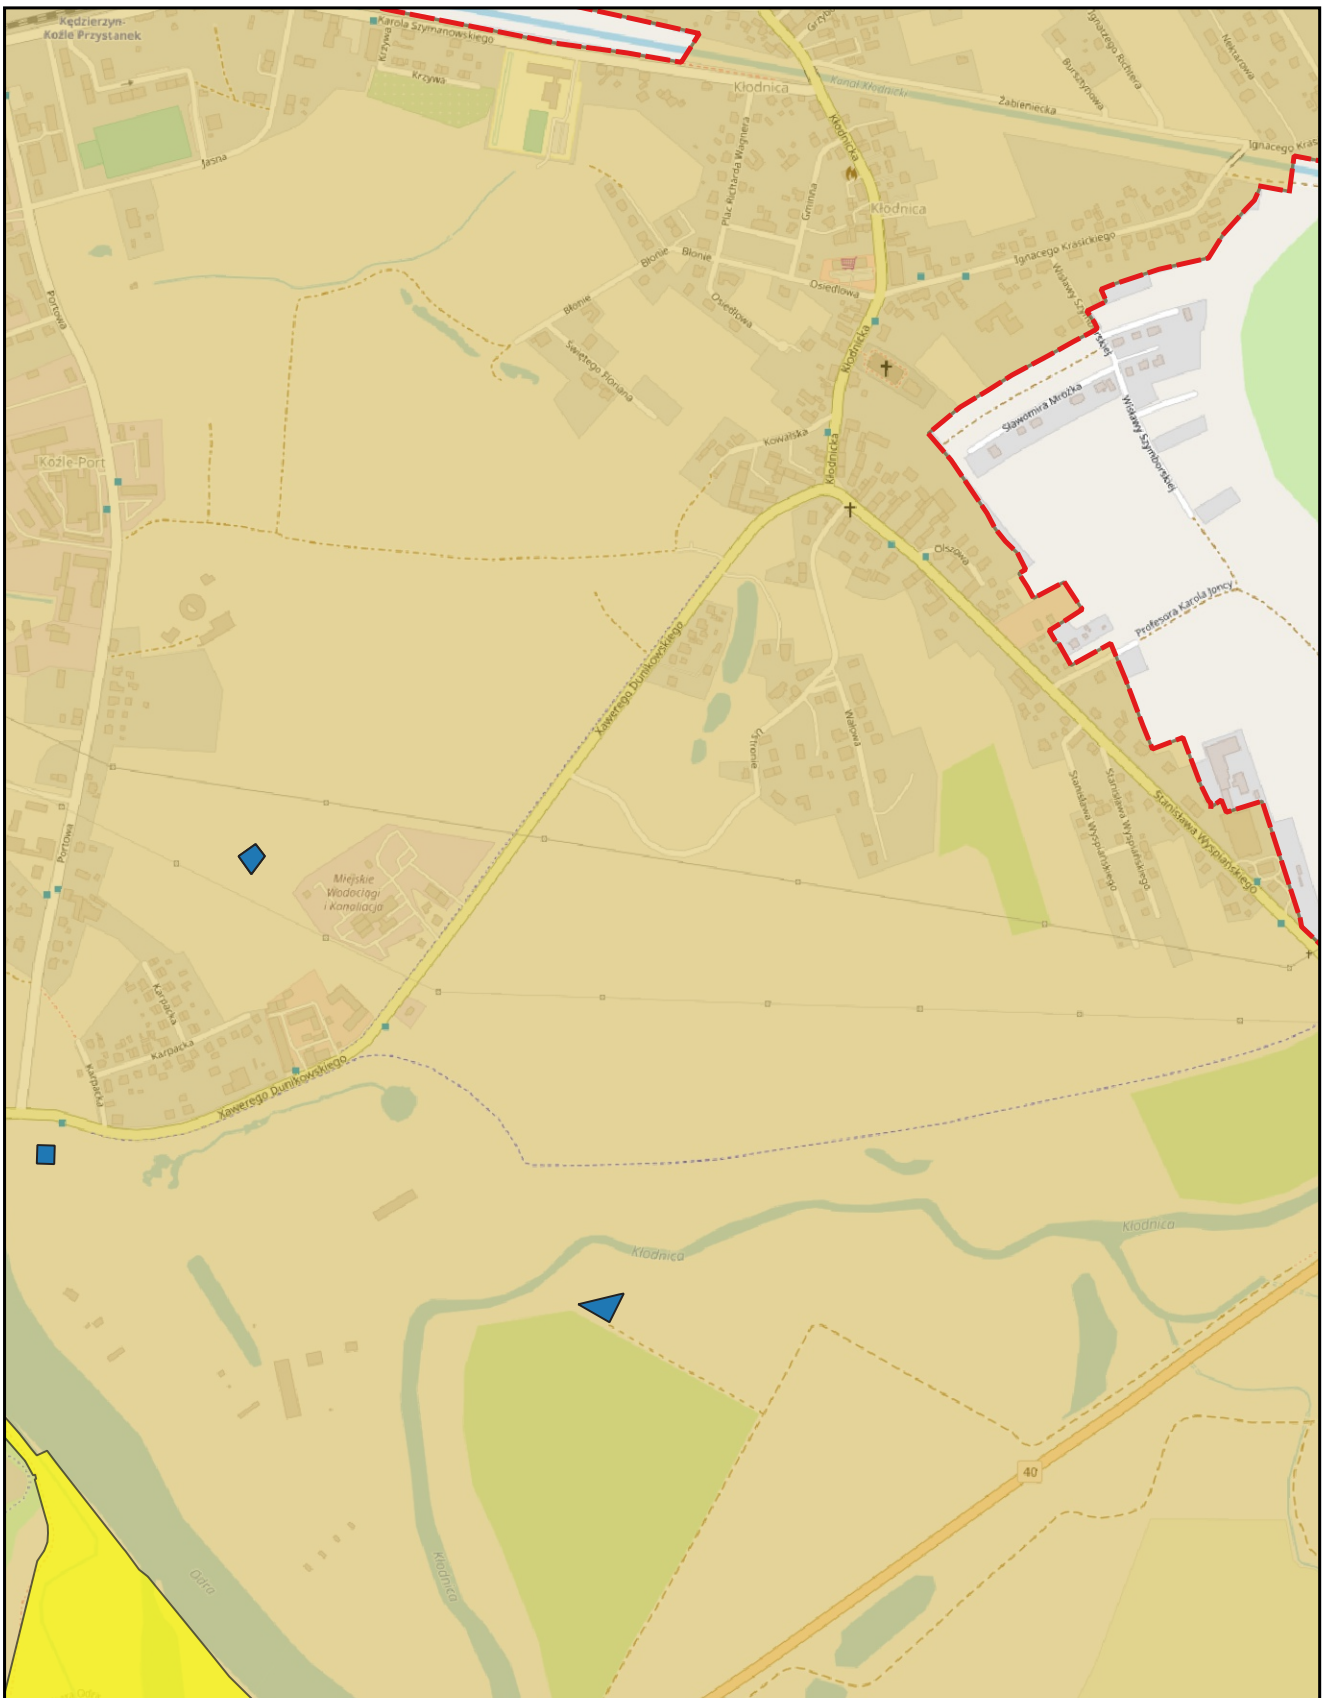 Kędzierzyn-
Koźle Przystanek
Karola Szymanowskiego
Krzywa
Krzywa
Jasna
Kłodnica
Kanał Kłodnicki
Żabieniecka
Bursztynowa
Ignacego Richtera
Nektarowa
Ignacego Kras
Kłodnicka
Plac Richarda Wagnera
Gminna
Kłodnica
Ignacego Krasickiego
Błonie
Błonie
Osiedlowa
Osiedlowa
Błonie
Portowa
Świętego Floriana
Kłodnicka
Wisławy Szymborskiej
Sławomira Mrożka
Wisławy Szymborskiej
Kowalska
Kłodnicka
Koźle-Port
Olszowa
Profesora Karola Joncy
Xawerego Dunikowskiego
Ustronie
Wałowa
Stanisława Wyspiańskiego
Stanisława Wyspiańskiego
Stanisława Wyspiańskiego
Portowa
Miejskie
Wodociągi
i Kanaliacja
Karpacka
Karpacka
Karpacka
Xawerego Dunikowskiego
Kłodnica
Kłodnica
40
Kłodnica
Odra